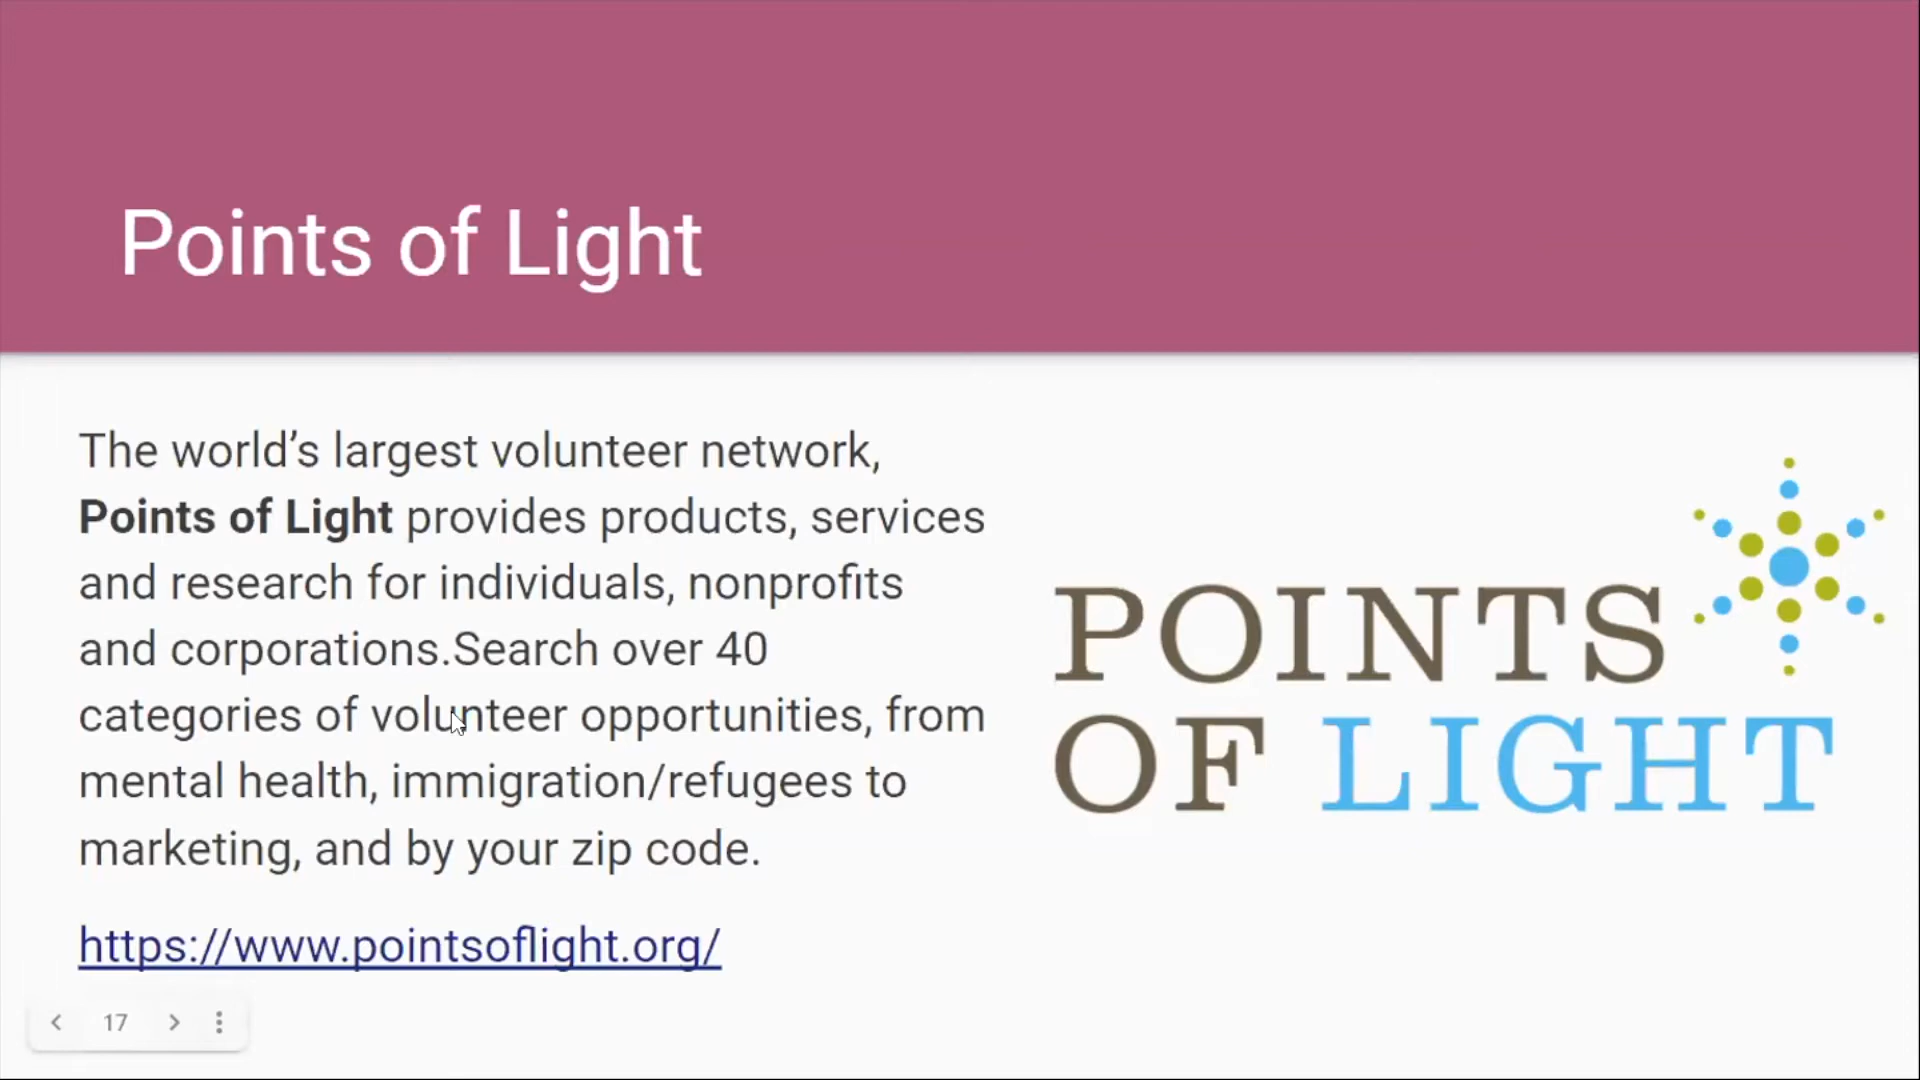 Points of Light
The world’s largest volunteer network,
Points of Light provides products, services
and research for individuals, nonprofits
and corporations.Search over 40
categories of volunteer opportunities, from
mental health, immigration/refugees to
marketing, and by your zip code.
https://www.pointsoflight.org/
POINTS
OF LIGHT
17